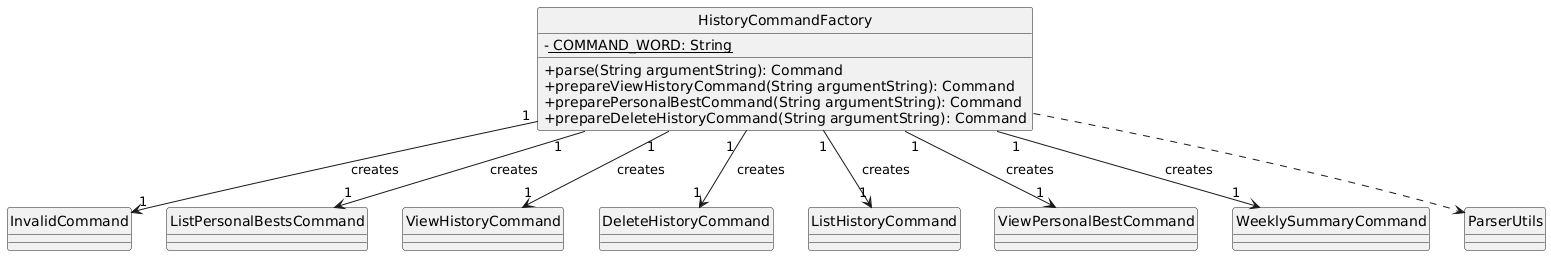 HistoryCommandFactory
- COMMAND_WORD: String
+parse(String argumentString): Command
+prepareViewHistoryCommand(String argumentString): Command
+preparePersonalBestCommand(String argumentString): Command
+prepareDeleteHistoryCommand(String argumentString): Command
1
1 1 1 1 1 1
creates creates creates creates creates creates creates
1 1 1 1 1 1 1
InvalidCommand ListPersonalBestsCommand ViewHistoryCommand DeleteHistoryCommand ListHistoryCommand ViewPersonalBestCommand WeeklySummaryCommand ParserUtils